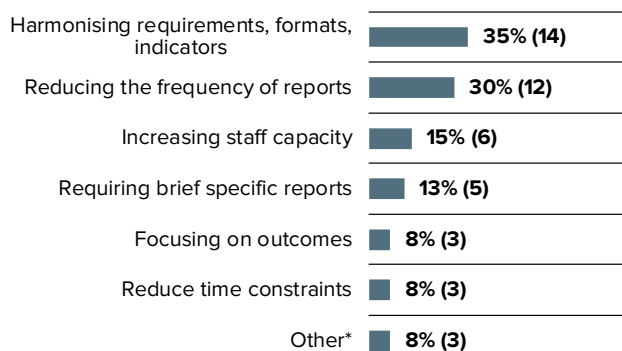 Harmonising requirements, formats,
indicators
35% (14)
Reducing the frequency of reports
30% (12)
Increasing staff capacity
15% (6)
Requiring brief specific reports
13% (5)
Focusing on outcomes
8% (3)
Reduce time constraints
8% (3)
Other*
8% (3)